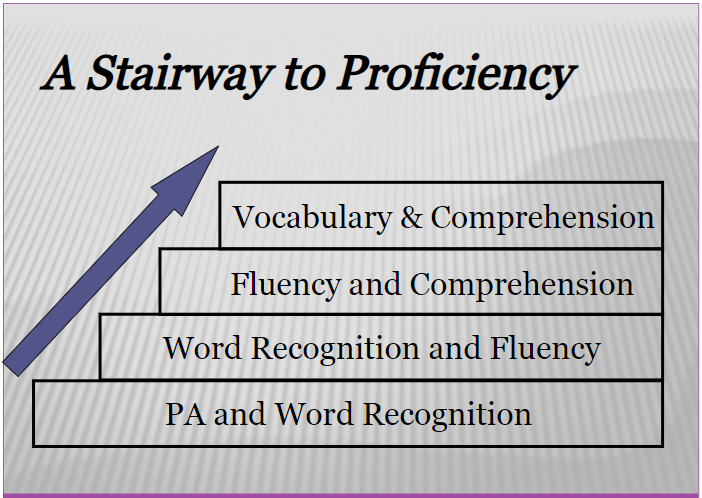 A Stairway to Proficiency
Vocabulary & Comprehension
Fluency and Comprehension
Word Recognition and Fluency
PA and Word Recognition